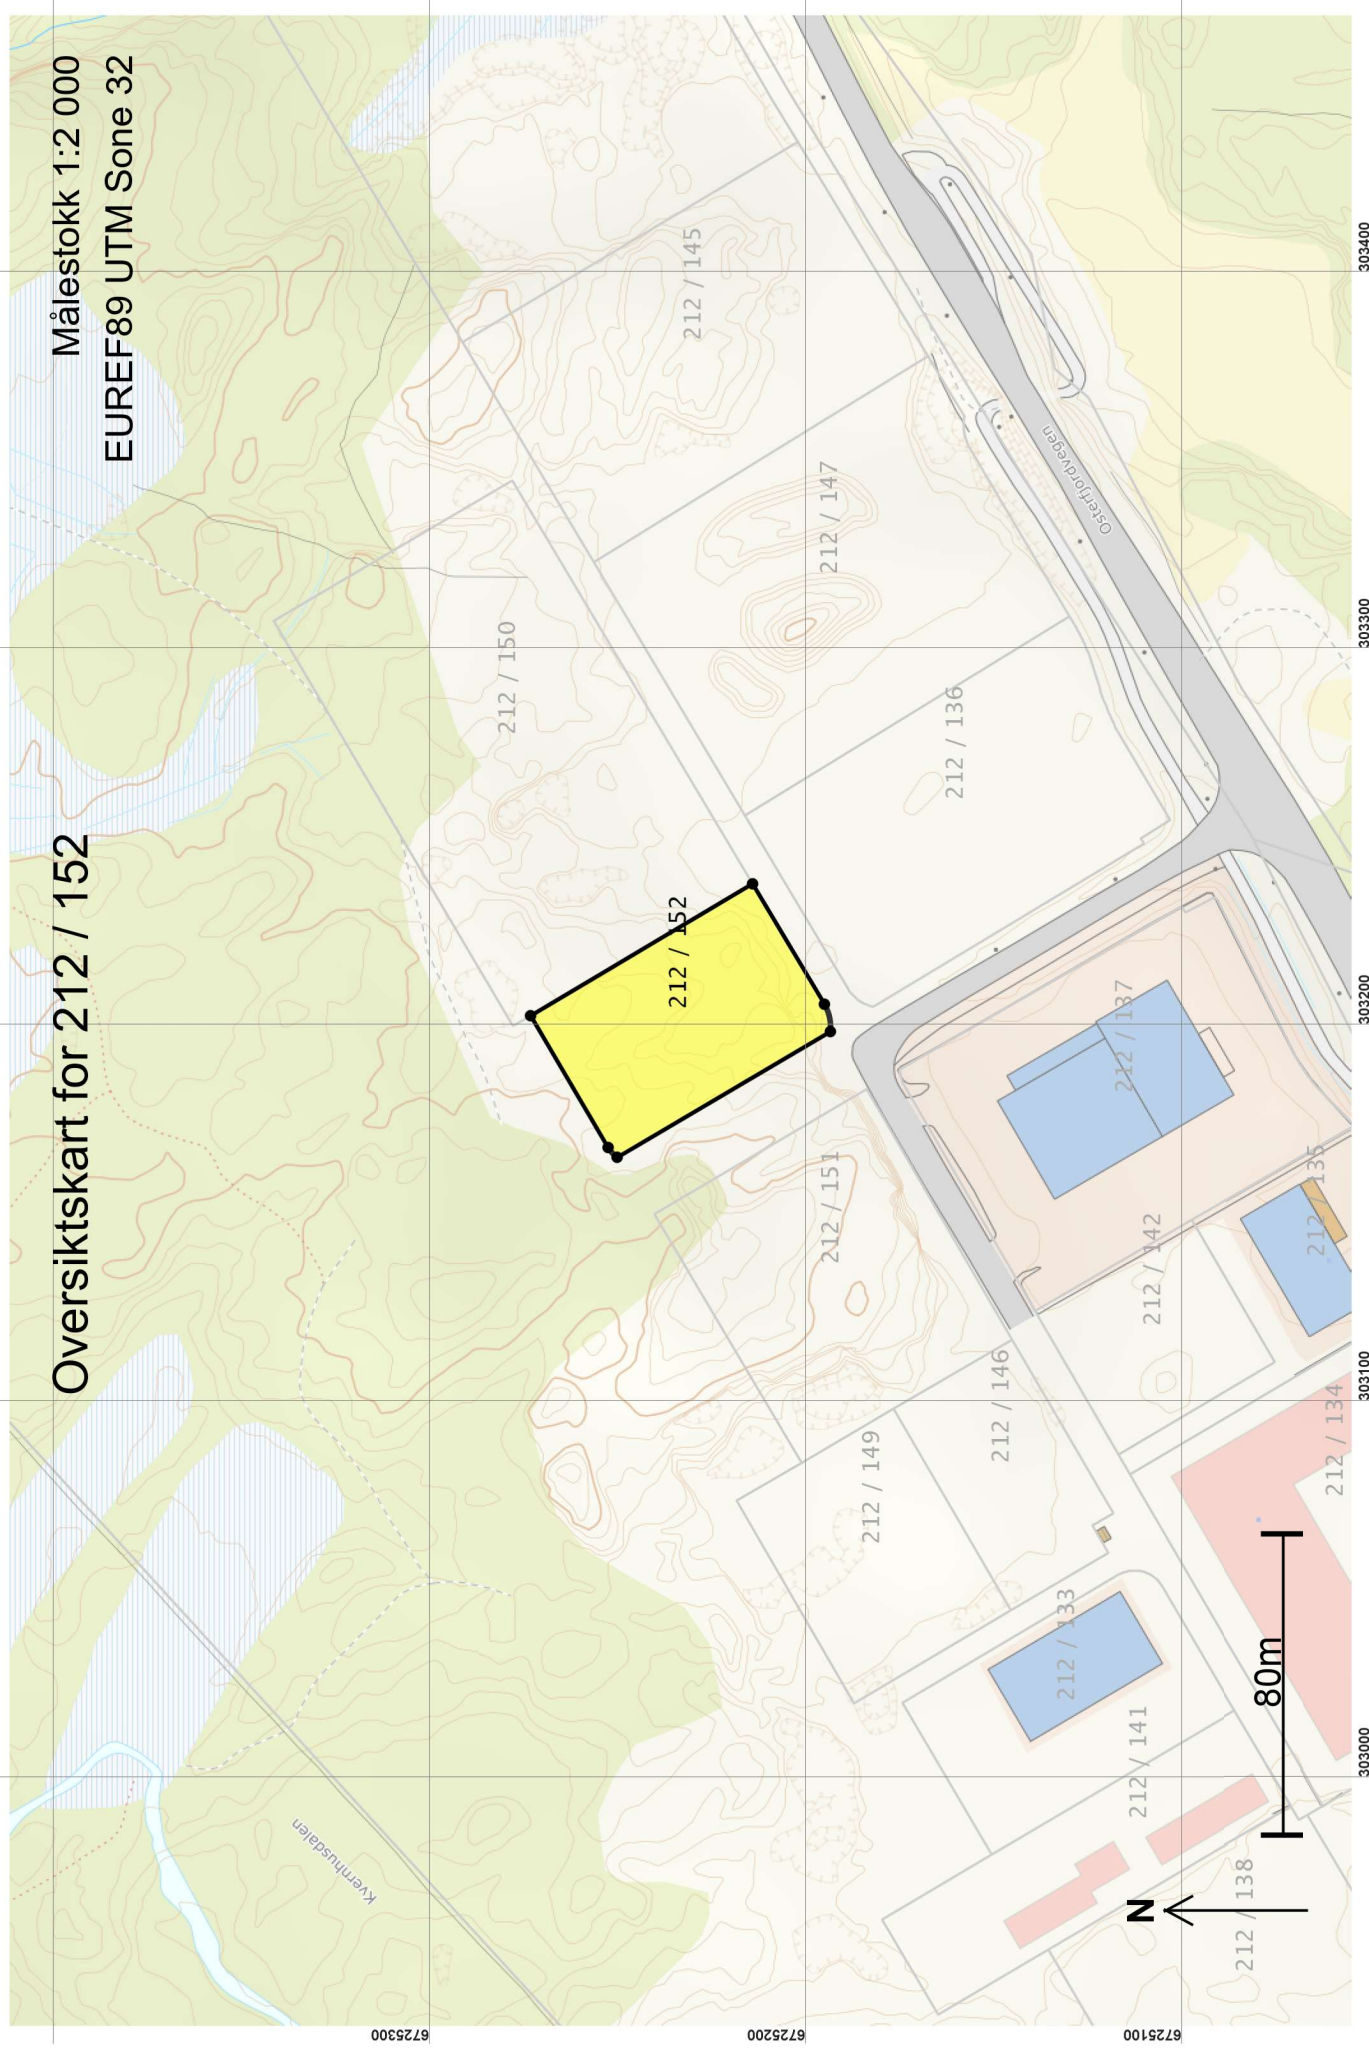 Oversiktskart for 212 / 152
Målestokk 1:2 000
EUREF89 UTM Sone 32
Kvernhusdalen
212 / 150
212 / 145
212 / 152
212 / 147
212 / 151
212 / 149
212 / 136
212 / 146
Osterfjordvegen
212 / 133
212 / 137
212 / 141
212 / 142
212 / 138
212 / 135
212 / 134
N
80m
6725300
6725200
6725100
303000
303100
303200
303300
303400